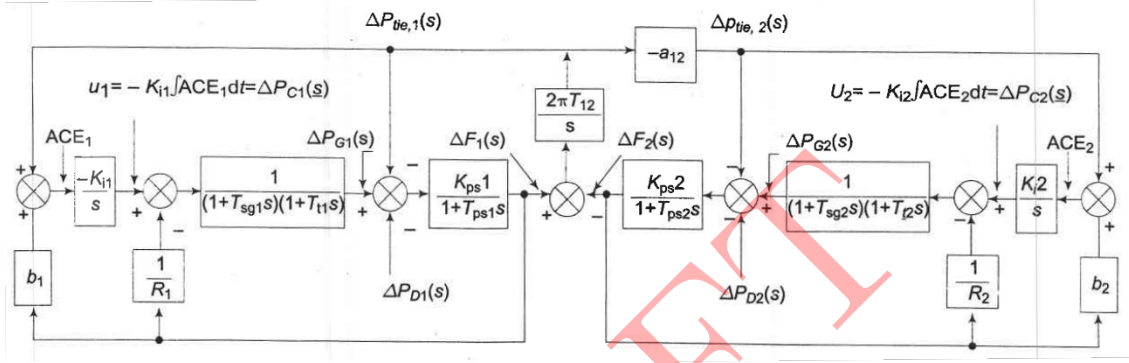 ΔP_tie,1(s)
Δp_tie, 2(s)
−a₁₂
u₁ = − K_i1∫ACE₁dt=ΔP_C1(s)
2πT₁₂
s
U₂ = − K_i2∫ACE₂dt=ΔP_C2(s)
ACE₁
ΔP_G1(s)
ΔF₁(s)
ΔF₂(s)
ΔP_G2(s)
ACE₂
+
−
−
+
−K_i1
s
+
+
−
1
(1+T_sg1s)(1+T_t1s)
+
−
−
K_ps1
1+T_ps1s
+
−
K_ps2
1+T_ps2s
−
+
1
(1+T_sg2s)(1+T_t2s)
−
+
K_i2
s
+
b₁
1
R₁
ΔP_D1(s)
ΔP_D2(s)
1
R₂
b₂
FT